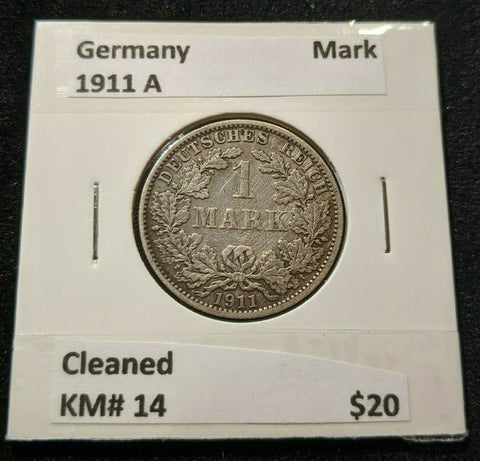 Germany Mark
1911 A
DEUTSCHES REICH
1
MARK
1911
Cleaned
KM# 14 $20